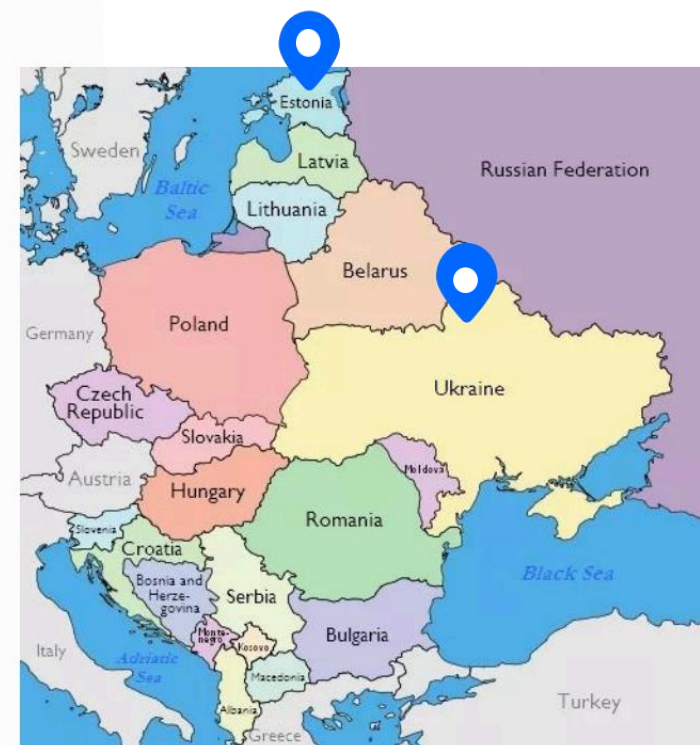 Estonia
Sweden
Latvia
Russian Federation
Baltic
Sea
Lithuania
Belarus
Germany
Poland
Ukraine
Czech
Republic
Slovakia
Austria
Moldova
Hungary
Romania
Slovenia
Croatia
Bosnia and
Herze-
govina
Serbia
Black Sea
Monte-
negro
Kosovo
Bulgaria
Italy
Adriatic
Sea
Macedonia
Albania
Turkey
Greece